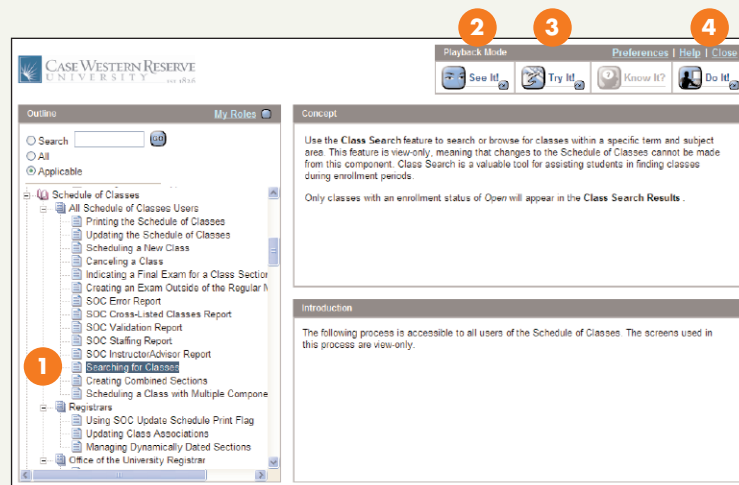 2 3 4
CASE WESTERN RESERVE
UNIVERSITY EST. 1826
Playback Mode Preferences | Help | Close
See It! Try It! Know It? Do It!
Outline My Roles
Search GO
All
Applicable
Schedule of Classes
All Schedule of Classes Users
Printing the Schedule of Classes
Updating the Schedule of Classes
Scheduling a New Class
Canceling a Class
Indicating a Final Exam for a Class Section
Creating an Exam Outside of the Regular
SOC Error Report
SOC Cross-Listed Classes Report
SOC Validation Report
SOC Staffing Report
SOC Instructor/Advisor Report
1 Searching for Classes
Creating Combined Sections
Scheduling a Class with Multiple Compone
Registrars
Using SOC Update Schedule Print Flag
Updating Class Associations
Managing Dynamically Dated Sections
Office of the University Registrar
Concept
Use the Class Search feature to search or browse for classes within a specific term and subject
area. This feature is view-only, meaning that changes to the Schedule of Classes cannot be made
from this component. Class Search is a valuable tool for assisting students in finding classes
during enrollment periods.
Only classes with an enrollment status of Open will appear in the Class Search Results .
Introduction
The following process is accessible to all users of the Schedule of Classes. The screens used in
this process are view-only.